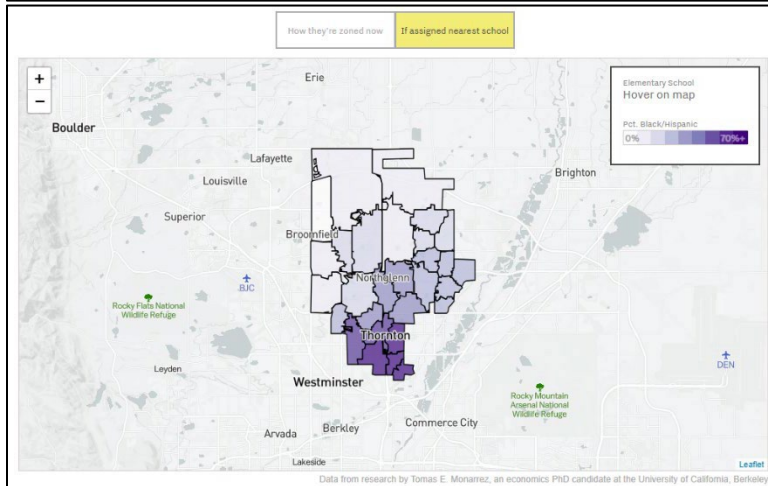 How they're zoned now
If assigned nearest school
+
−
Erie
Boulder
Lafayette
Louisville
Superior
Broomfield
Brighton
BJC
Northglenn
Rocky Flats National
Wildlife Refuge
Thornton
Leyden
Westminster
DEN
Rocky Mountain
Arsenal National
Wildlife Refuge
Arvada
Berkley
Commerce City
Lakeside
Elementary School
Hover on map
Pct. Black/Hispanic
0%
70%+
Leaflet
Data from research by Tomas E. Monarrez, an economics PhD candidate at the University of California, Berkeley